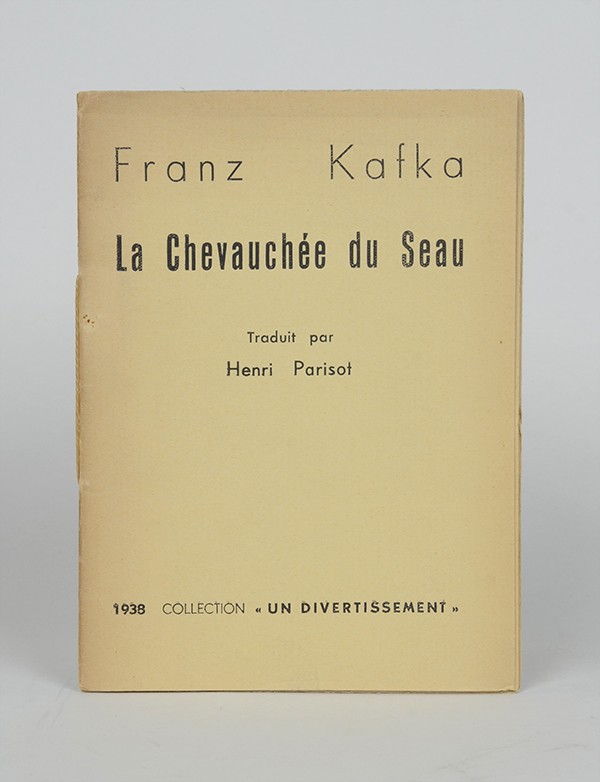 Franz Kafka
La Chevauchée du Seau
Traduit par
Henri Parisot
1938 COLLECTION « UN DIVERTISSEMENT »